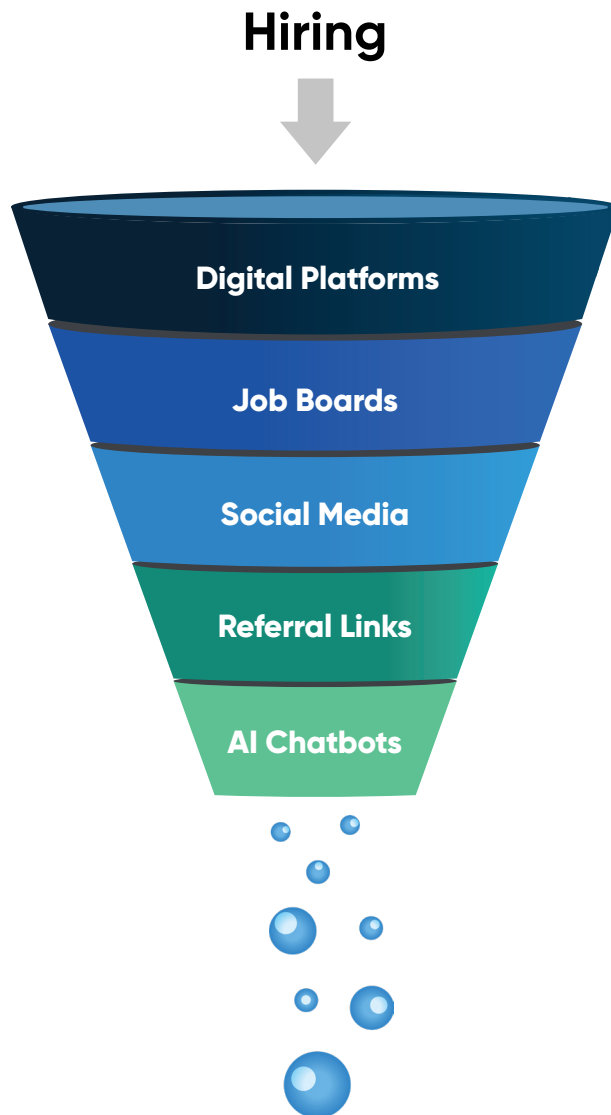 Hiring
Digital Platforms
Job Boards
Social Media
Referral Links
AI Chatbots